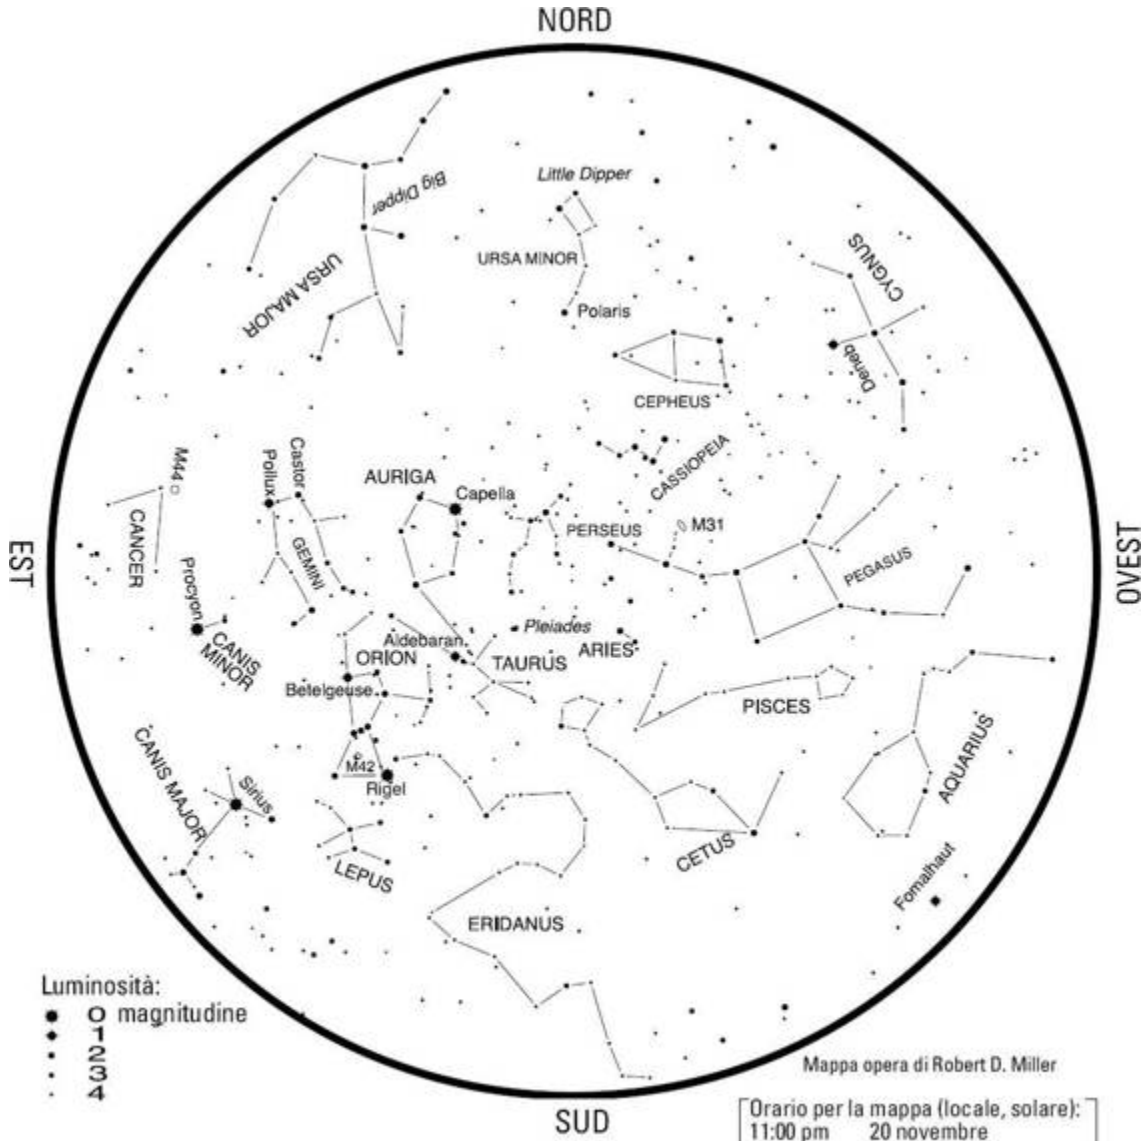 NORD
Big Dipper
Little Dipper
URSA MINOR
URSA MAJOR
Polaris
CYGNUS
Deneb
CEPHEUS
CASSIOPEIA
M44
Castor
Pollux
AURIGA
Capella
PERSEUS
M31
EST
CANCER
GEMINI
PEGASUS
OVEST
Procyon
CANIS
MINOR
Pleiades
Aldebaran
ORION
TAURUS
ARIES
Betelgeuse
PISCES
AQUARIUS
CANIS MAJOR
Sirius
M42
Rigel
LEPUS
CETUS
Fomalhaut
ERIDANUS
Luminosità:
0 magnitudine
1
2
3
4
Mappa opera di Robert D. Miller
SUD
Orario per la mappa (locale, solare):
11:00 pm 20 novembre